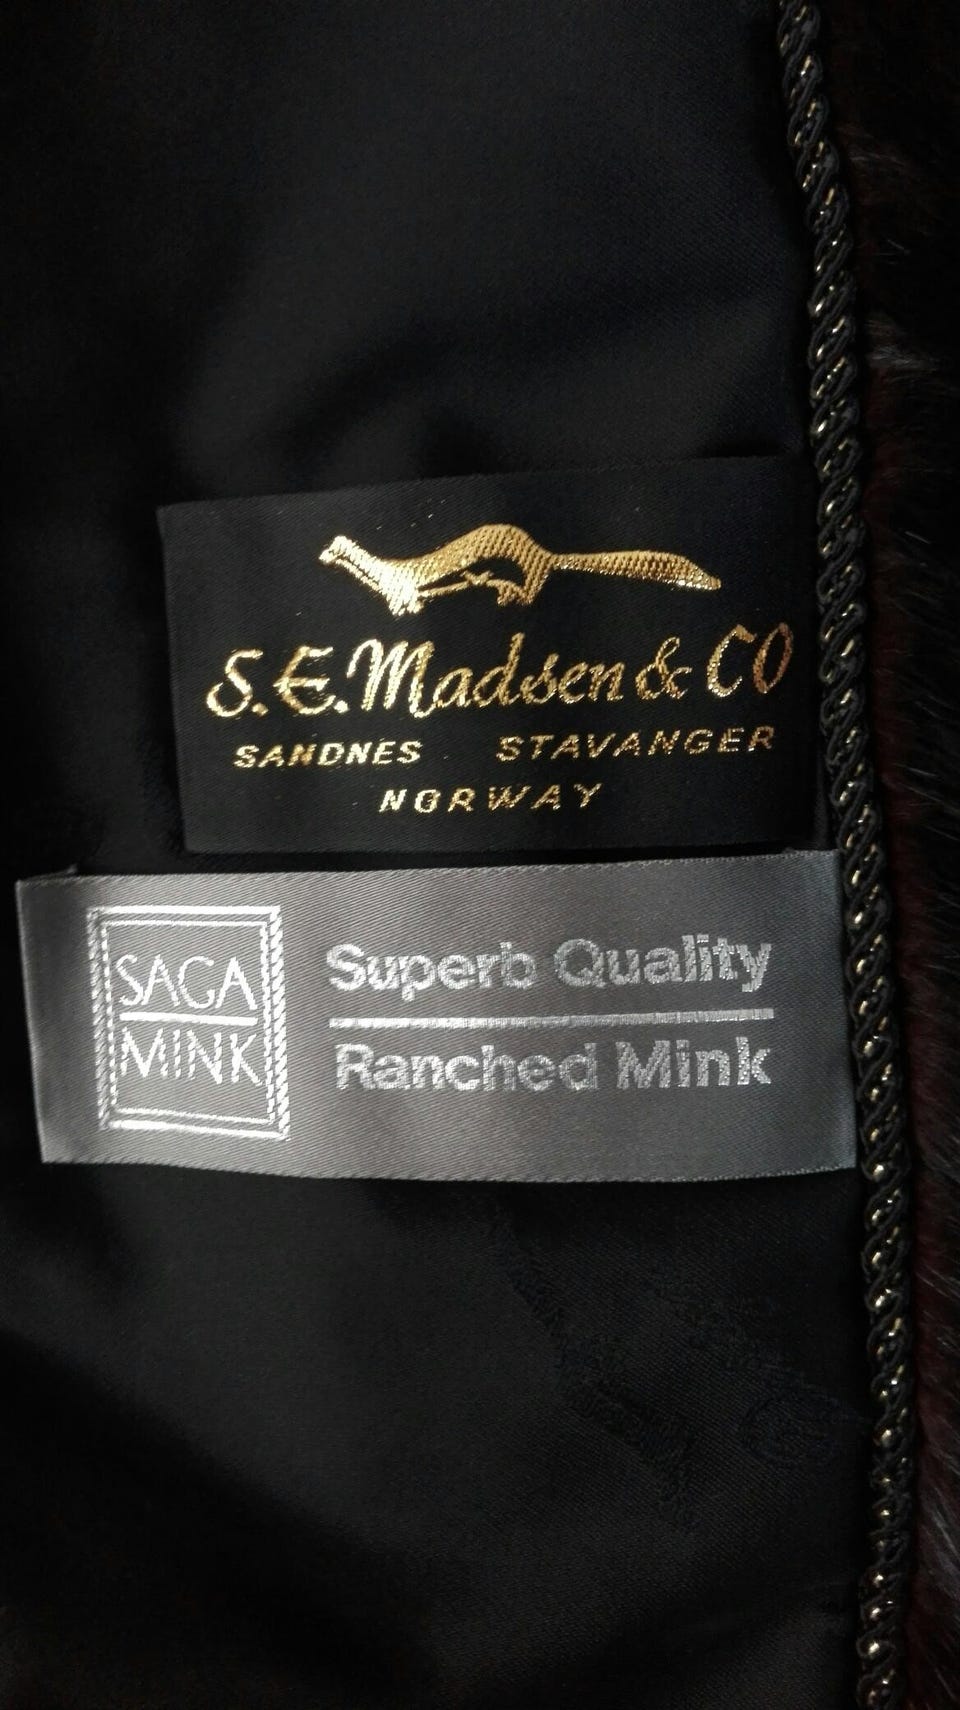 S.E.Madsen & CO
SANDNES STAVANGER
NORWAY
SAGA
MINK
Superb Quality
Ranched Mink